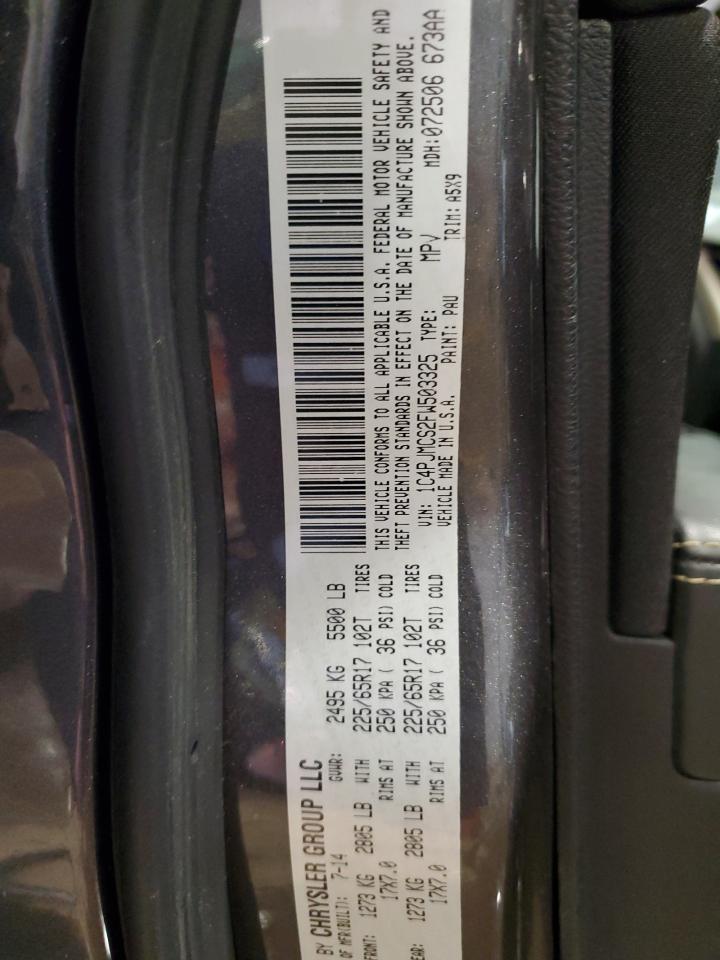 BY CHRYSLER GROUP LLC
OF MFR(BUILT): 7-14 GVWR: 2495 KG 5500 LB
FRONT: 1273 KG 2805 LB WITH 225/65R17 102T TIRES
17X7.0 RIMS AT 250 KPA ( 36 PSI) COLD
EAR: 1273 KG 2805 LB WITH 225/65R17 102T TIRES
17X7.0 RIMS AT 250 KPA ( 36 PSI) COLD
THIS VEHICLE CONFORMS TO ALL APPLICABLE U.S.A. FEDERAL MOTOR VEHICLE SAFETY AND
THEFT PREVENTION STANDARDS IN EFFECT ON THE DATE OF MANUFACTURE SHOWN ABOVE.
VIN: 1C4PJMCS2FW503325 TYPE: MPV MDH: 072506 673AA
VEHICLE MADE IN U.S.A. PAINT: PAU TRIM: A5X9